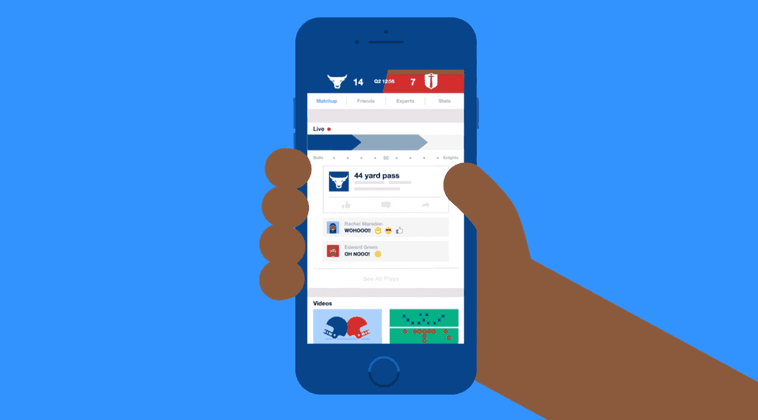 14 Q2 12:56 7
Matchup Friends Experts Stats
Live
Bulls 50 Knights
44 yard pass
Rachel Marsden
WOHOOO!!
Edward Green
OH NOOO!
See All Plays
Videos